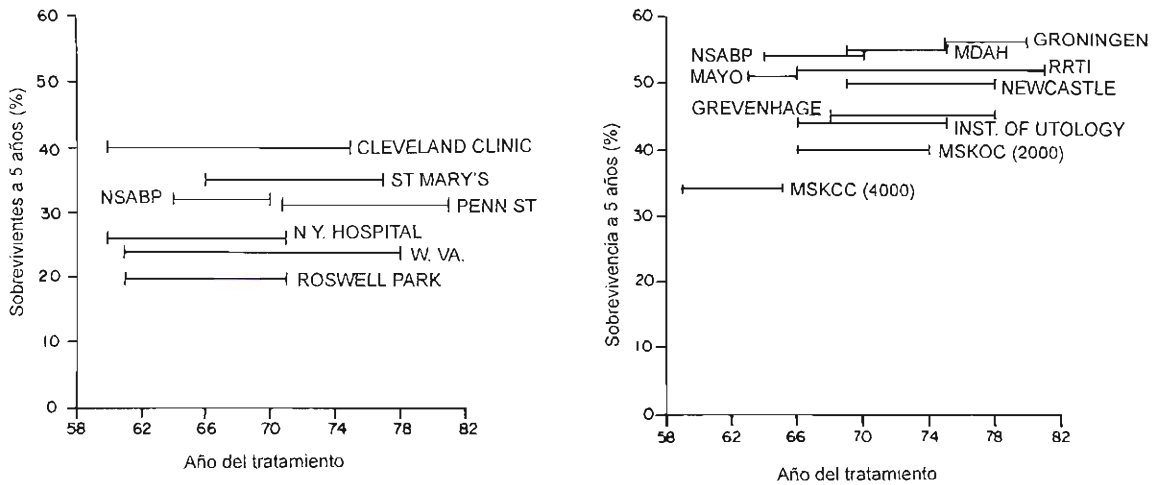 Sobrevivientes a 5 años (%)
60
50
40
30
20
10
0
CLEVELAND CLINIC
ST MARY'S
NSABP
PENN ST
N Y. HOSPITAL
W. VA.
ROSWELL PARK
58 62 66 70 74 78 82
Año del tratamiento
Sobrevivencia a 5 años (%)
60
50
40
30
20
10
0
GRONINGEN
NSABP
MDAH
MAYO
RRTI
NEWCASTLE
GREVENHAGE
INST. OF UTOLOGY
MSKOC (2000)
MSKCC (4000)
58 62 66 70 74 78 82
Año del tratamiento